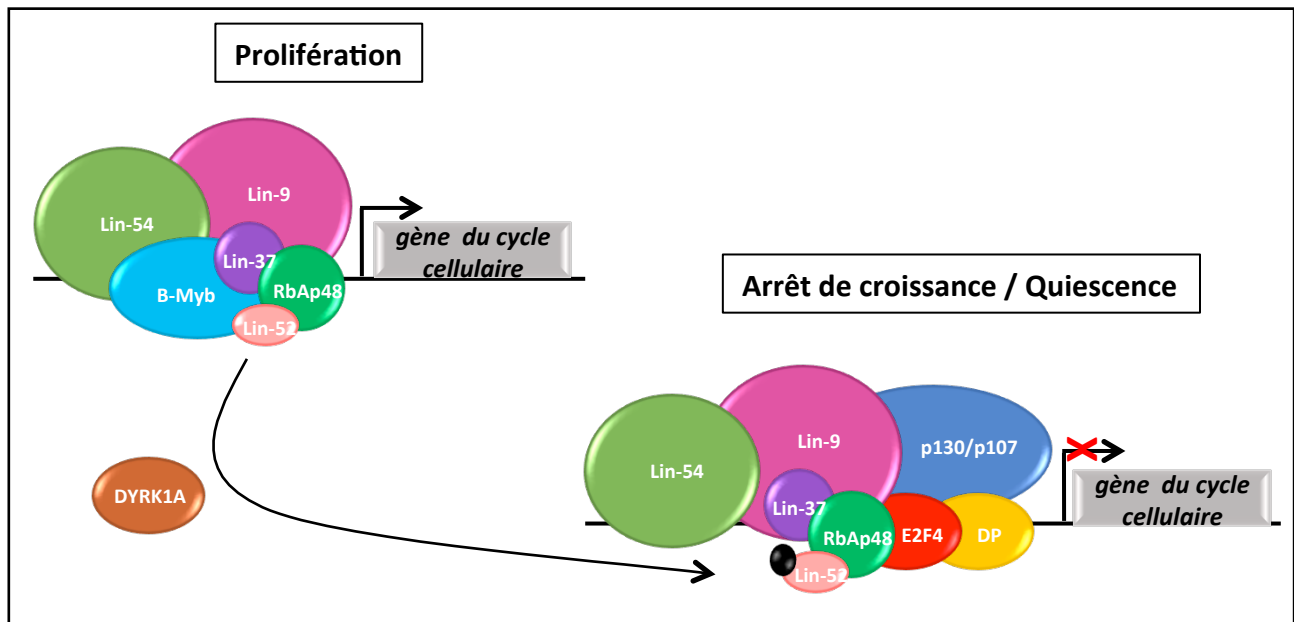 Prolifération
Lin-9
Lin-54
Lin-37
B-Myb
RbAp48
Lin-52
gène du cycle
cellulaire
Arrêt de croissance / Quiescence
DYRK1A
Lin-9
p130/p107
Lin-54
Lin-37
RbAp48
E2F4
DP
Lin-52
gène du cycle
cellulaire